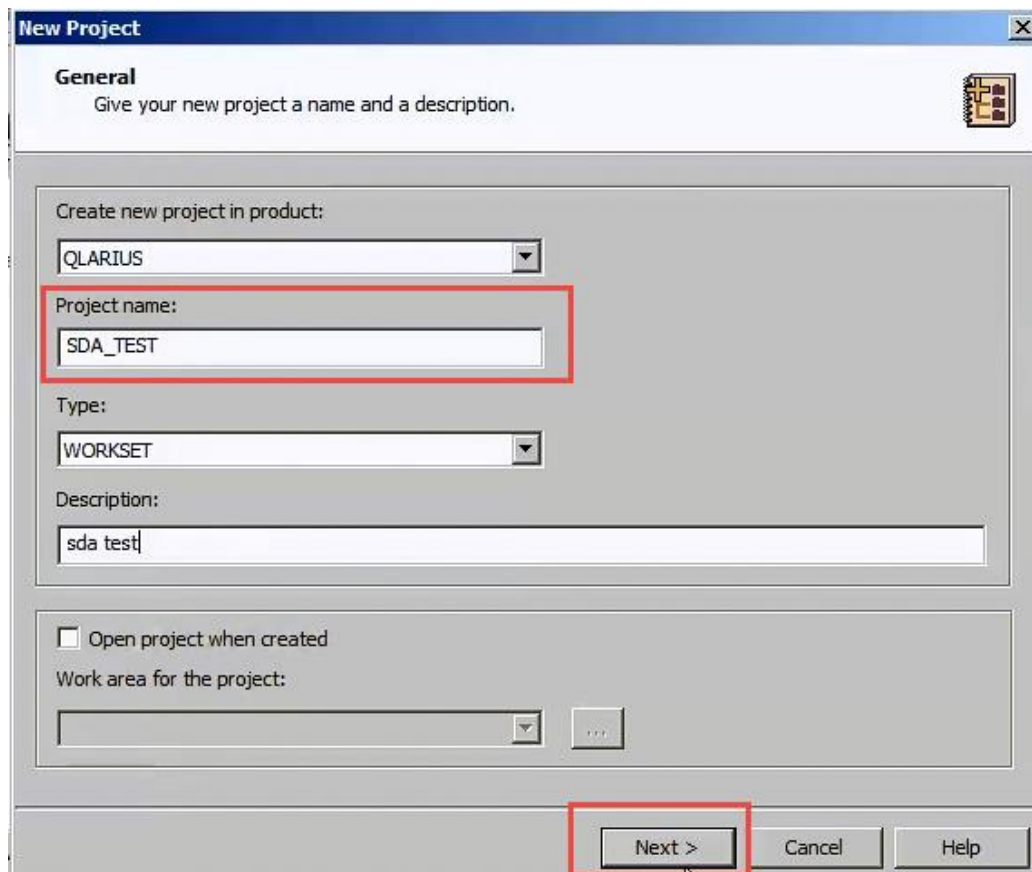 New Project
General
Give your new project a name and a description.
Create new project in product:
QLARIUS
Project name:
SDA_TEST
Type:
WORKSET
Description:
sda test
Open project when created
Work area for the project:
...
Next > Cancel Help